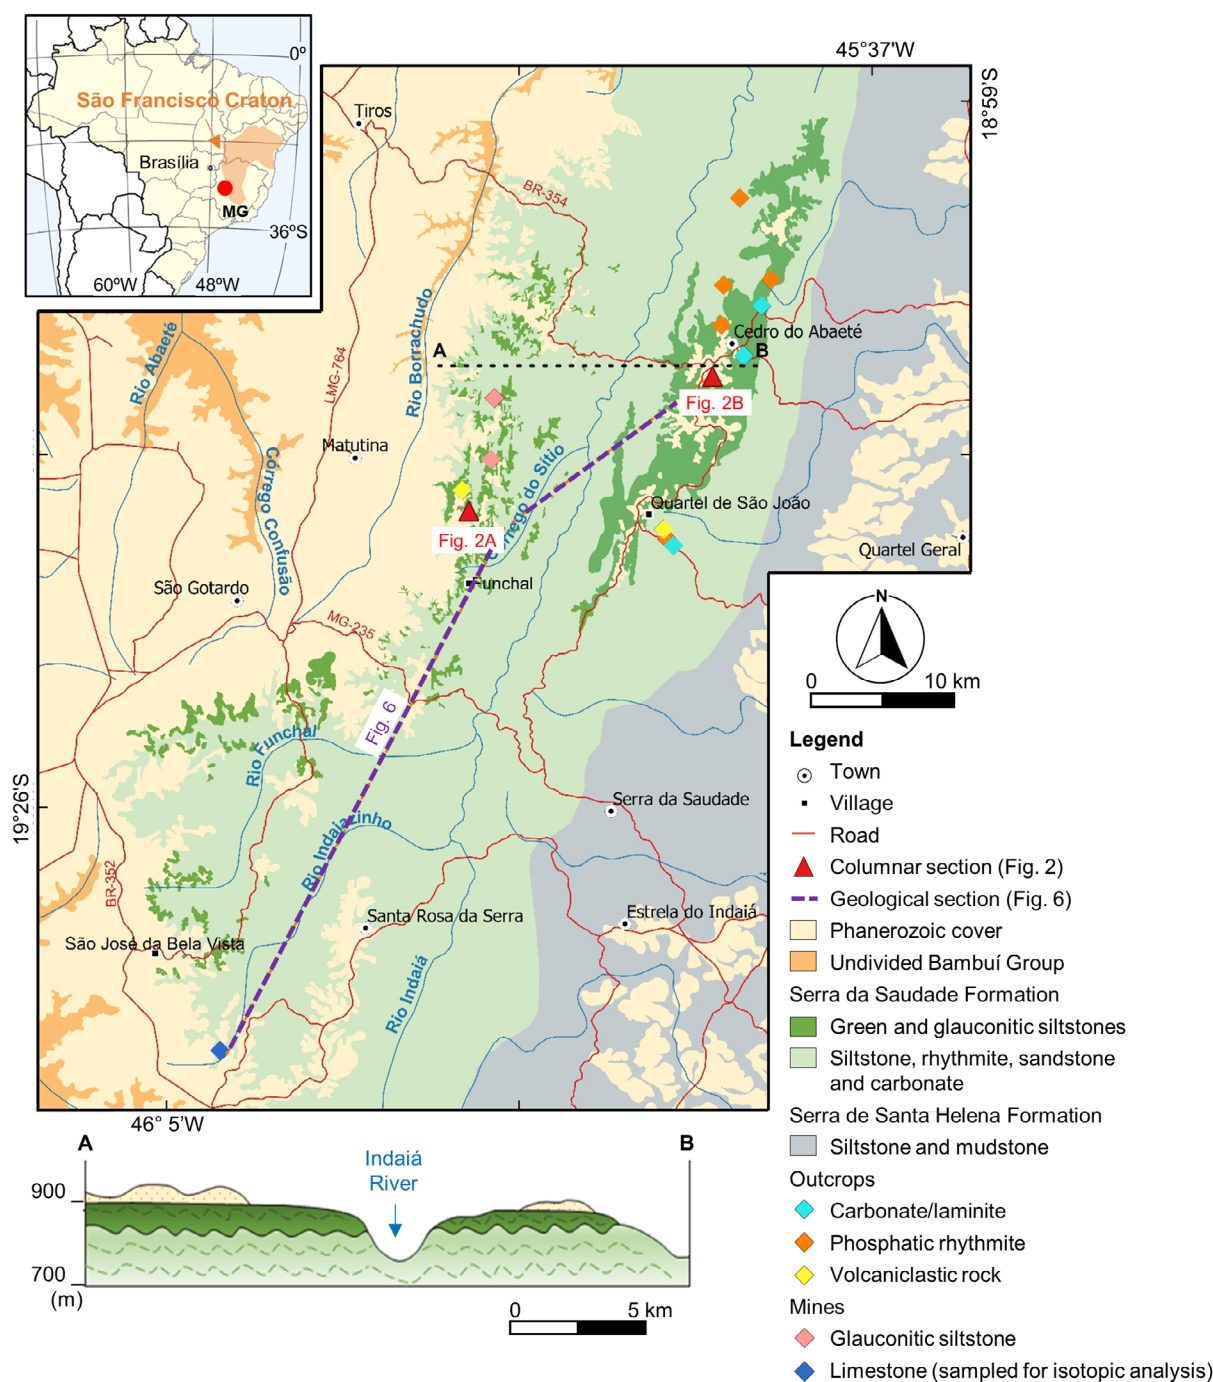 45°37'W
18°59'S
0°
São Francisco Craton
Brasília
MG
36°S
60°W
48°W
Tiros
BR-354
Rio Abaeté
Rio Borrachudo
LMG-764
Cedro do Abaeté
A
B
Fig. 2B
Matutina
Córrego Confusão
Córrego do Sítio
Quartel de São João
Quartel Geral
Fig. 2A
Funchal
São Gotardo
MG-235
Fig. 6
Rio Funchal
19°26'S
Serra da Saudade
Rio Indaiazinho
BR-352
Santa Rosa da Serra
Estrela do Indaiá
São José da Bela Vista
Rio Indaiá
46° 5'W
N
0 10 km
Legend
Town
Village
Road
Columnar section (Fig. 2)
Geological section (Fig. 6)
Phanerozoic cover
Undivided Bambuí Group
Serra da Saudade Formation
Green and glauconitic siltstones
Siltstone, rhythmite, sandstone
and carbonate
Serra de Santa Helena Formation
Siltstone and mudstone
Outcrops
Carbonate/laminite
Phosphatic rhythmite
Volcaniclastic rock
Mines
Glauconitic siltstone
Limestone (sampled for isotopic analysis)
A
B
Indaiá
River
900
700
(m)
0 5 km